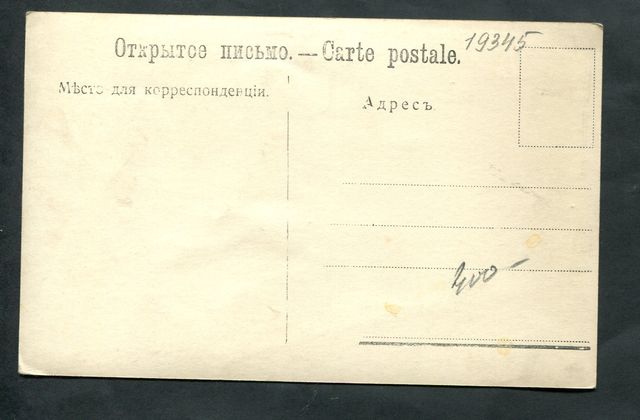 Открытое письмо. — Carte postale.
19345
Мѣсто для корреспонденціи.
Адресъ
400-